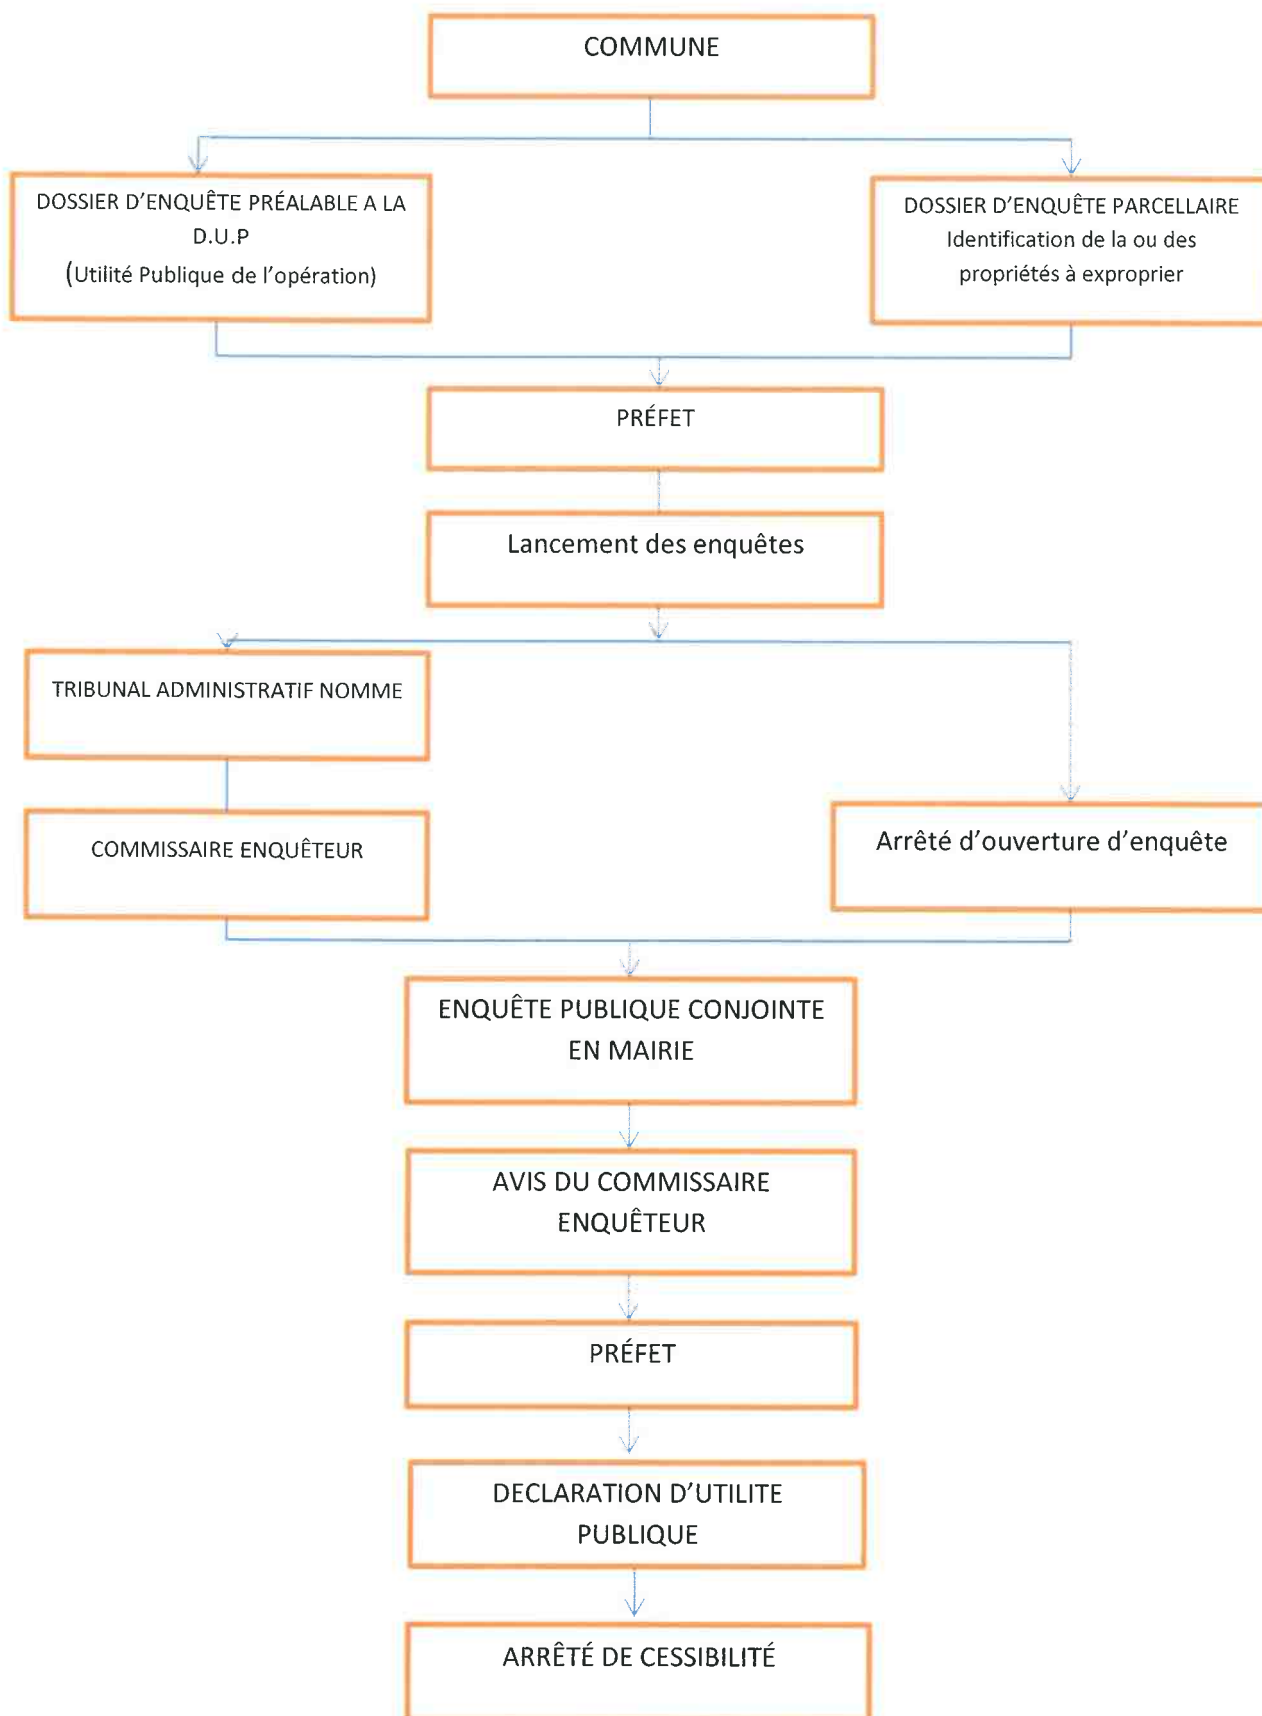 COMMUNE
DOSSIER D'ENQUÊTE PRÉALABLE A LA
D.U.P
(Utilité Publique de l'opération)
DOSSIER D'ENQUÊTE PARCELLAIRE
Identification de la ou des
propriétés à exproprier
PRÉFET
Lancement des enquêtes
TRIBUNAL ADMINISTRATIF NOMME
COMMISSAIRE ENQUÊTEUR
Arrêté d'ouverture d'enquête
ENQUÊTE PUBLIQUE CONJOINTE
EN MAIRIE
AVIS DU COMMISSAIRE
ENQUÊTEUR
PRÉFET
DECLARATION D'UTILITE
PUBLIQUE
ARRÊTÉ DE CESSIBILITÉ